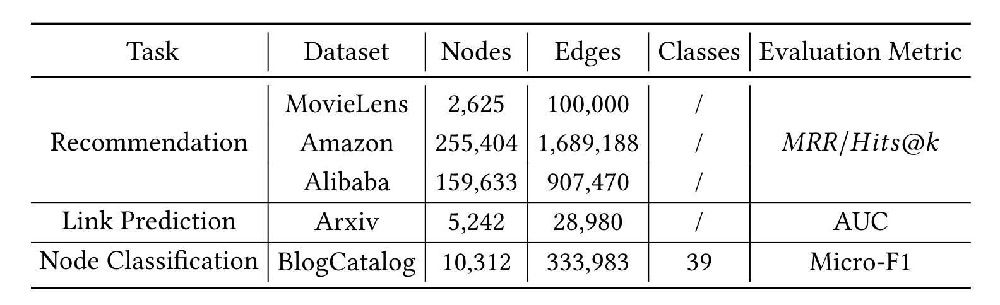 Task Dataset Nodes Edges Classes Evaluation Metric
MovieLens 2,625 100,000 /
Recommendation Amazon 255,404 1,689,188 / MRR/Hits@k
Alibaba 159,633 907,470 /
Link Prediction Arxiv 5,242 28,980 / AUC
Node Classification BlogCatalog 10,312 333,983 39 Micro-F1